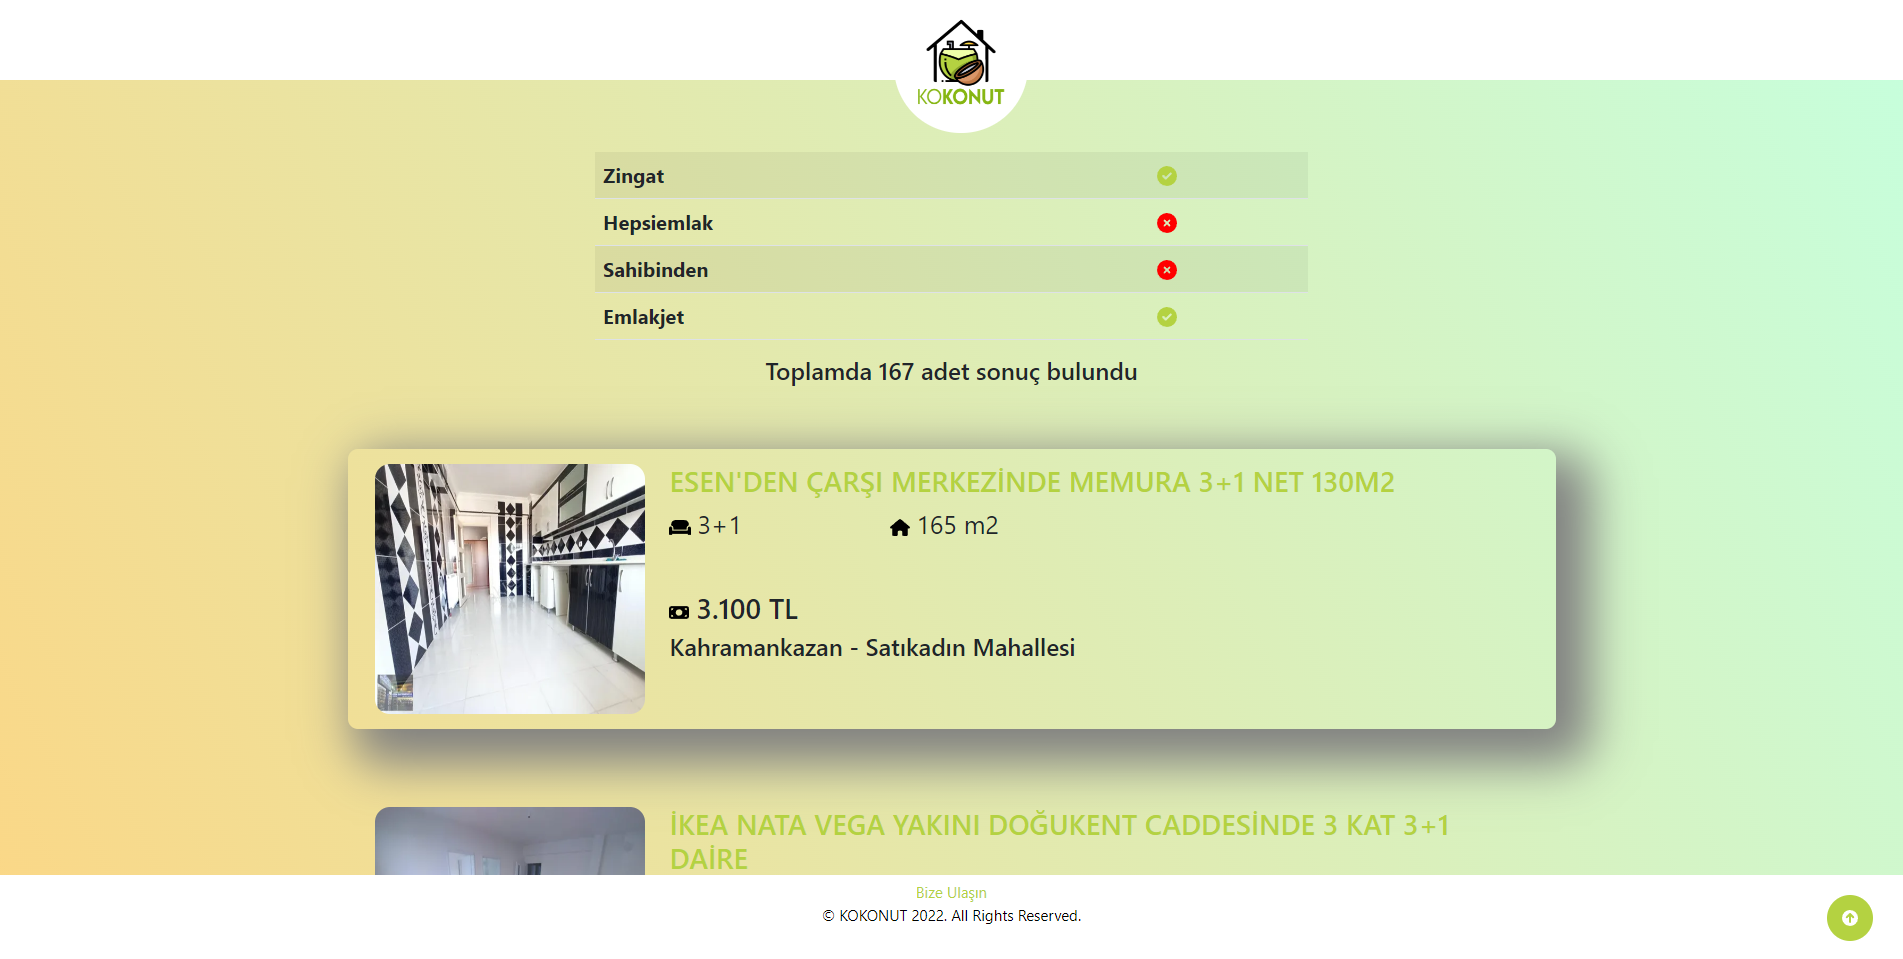 KOKONUT
Zingat
Hepsiemlak
Sahibinden
Emlakjet
Toplamda 167 adet sonuç bulundu
ESEN'DEN ÇARŞI MERKEZİNDE MEMURA 3+1 NET 130M2
3+1 165 m2
3.100 TL
Kahramankazan - Satıkadın Mahallesi
İKEA NATA VEGA YAKINI DOĞUKENT CADDESİNDE 3 KAT 3+1
DAİRE
Bize Ulaşın
© KOKONUT 2022. All Rights Reserved.